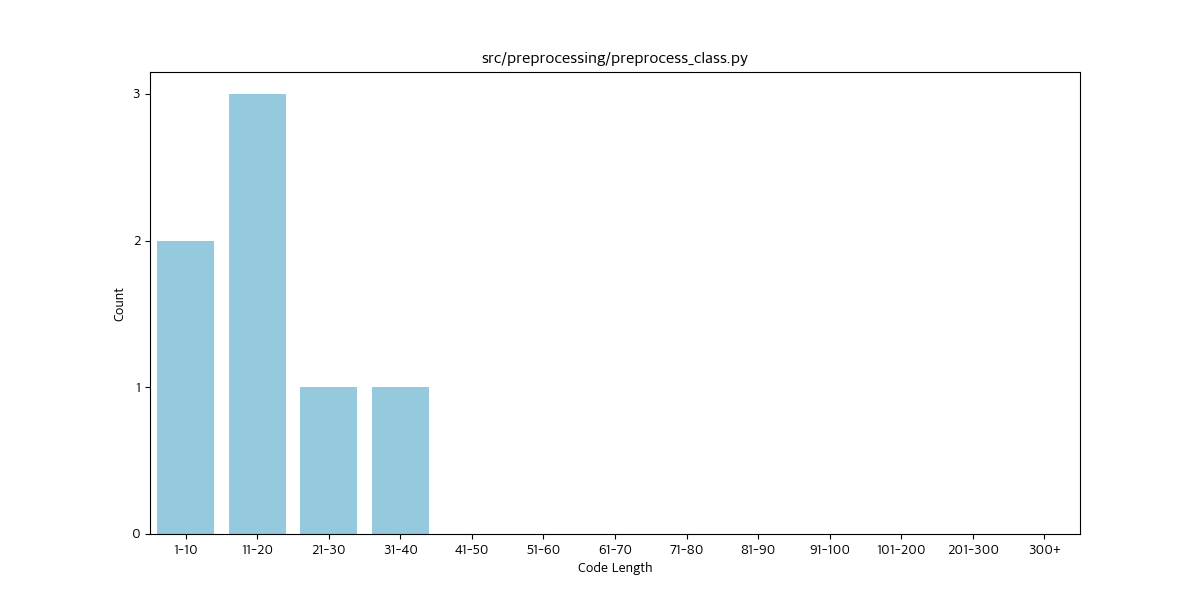 src/preprocessing/preprocess_class.py
3
2
1
0
Count
1-10 11-20 21-30 31-40 41-50 51-60 61-70 71-80 81-90 91-100 101-200 201-300 300+
Code Length